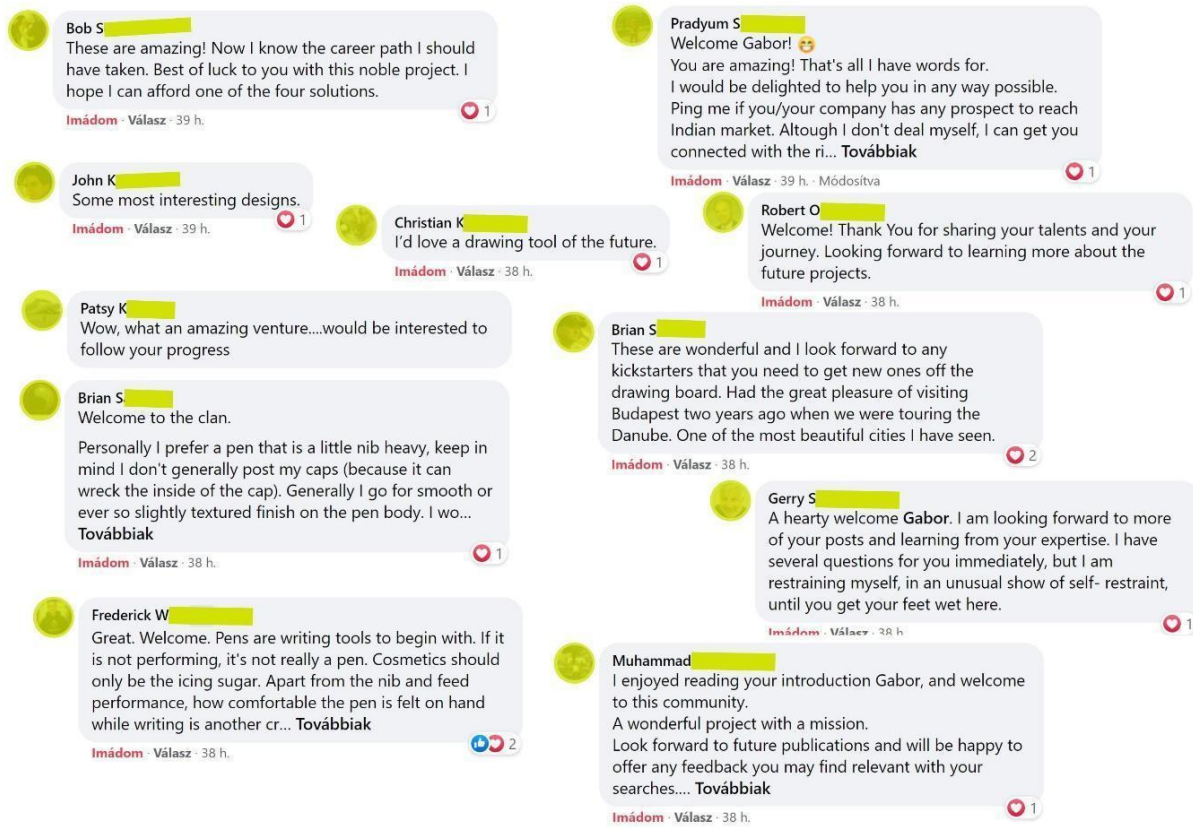 Bob S
These are amazing! Now I know the career path I should
have taken. Best of luck to you with this noble project. I
hope I can afford one of the four solutions.
1
Imádom · Válasz · 39 h.
John K
Some most interesting designs.
1
Imádom · Válasz · 39 h.
Christian K
I'd love a drawing tool of the future.
1
Imádom · Válasz · 38 h.
Patsy K
Wow, what an amazing venture....would be interested to
follow your progress
Brian S
Welcome to the clan.
Personally I prefer a pen that is a little nib heavy, keep in
mind I don't generally post my caps (because it can
wreck the inside of the cap). Generally I go for smooth or
ever so slightly textured finish on the pen body. I wo...
Továbbiak
1
Imádom · Válasz · 38 h.
Frederick W
Great. Welcome. Pens are writing tools to begin with. If it
is not performing, it's not really a pen. Cosmetics should
only be the icing sugar. Apart from the nib and feed
performance, how comfortable the pen is felt on hand
while writing is another cr... Továbbiak
2
Imádom · Válasz · 38 h.
Pradyum S
Welcome Gabor! 😁
You are amazing! That's all I have words for.
I would be delighted to help you in any way possible.
Ping me if you/your company has any prospect to reach
Indian market. Altough I don't deal myself, I can get you
connected with the ri... Továbbiak
1
Imádom · Válasz · 39 h. · Módosítva
Robert O
Welcome! Thank You for sharing your talents and your
journey. Looking forward to learning more about the
future projects.
1
Imádom · Válasz · 38 h.
Brian S
These are wonderful and I look forward to any
kickstarters that you need to get new ones off the
drawing board. Had the great pleasure of visiting
Budapest two years ago when we were touring the
Danube. One of the most beautiful cities I have seen.
2
Imádom · Válasz · 38 h.
Gerry S
A hearty welcome Gabor. I am looking forward to more
of your posts and learning from your expertise. I have
several questions for you immediately, but I am
restraining myself, in an unusual show of self- restraint,
until you get your feet wet here.
1
Imádom · Válasz · 38 h
Muhammad
I enjoyed reading your introduction Gabor, and welcome
to this community.
A wonderful project with a mission.
Look forward to future publications and will be happy to
offer any feedback you may find relevant with your
searches.... Továbbiak
1
Imádom · Válasz · 38 h.